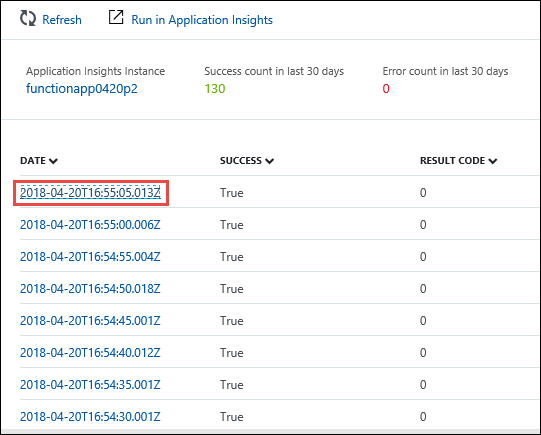 Refresh Run in Application Insights
Application Insights Instance Success count in last 30 days Error count in last 30 days
functionapp0420p2 130 0
DATE SUCCESS RESULT CODE
2018-04-20T16:55:05.013Z True 0
2018-04-20T16:55:00.006Z True 0
2018-04-20T16:54:55.004Z True 0
2018-04-20T16:54:50.018Z True 0
2018-04-20T16:54:45.001Z True 0
2018-04-20T16:54:40.012Z True 0
2018-04-20T16:54:35.001Z True 0
2018-04-20T16:54:30.001Z True 0